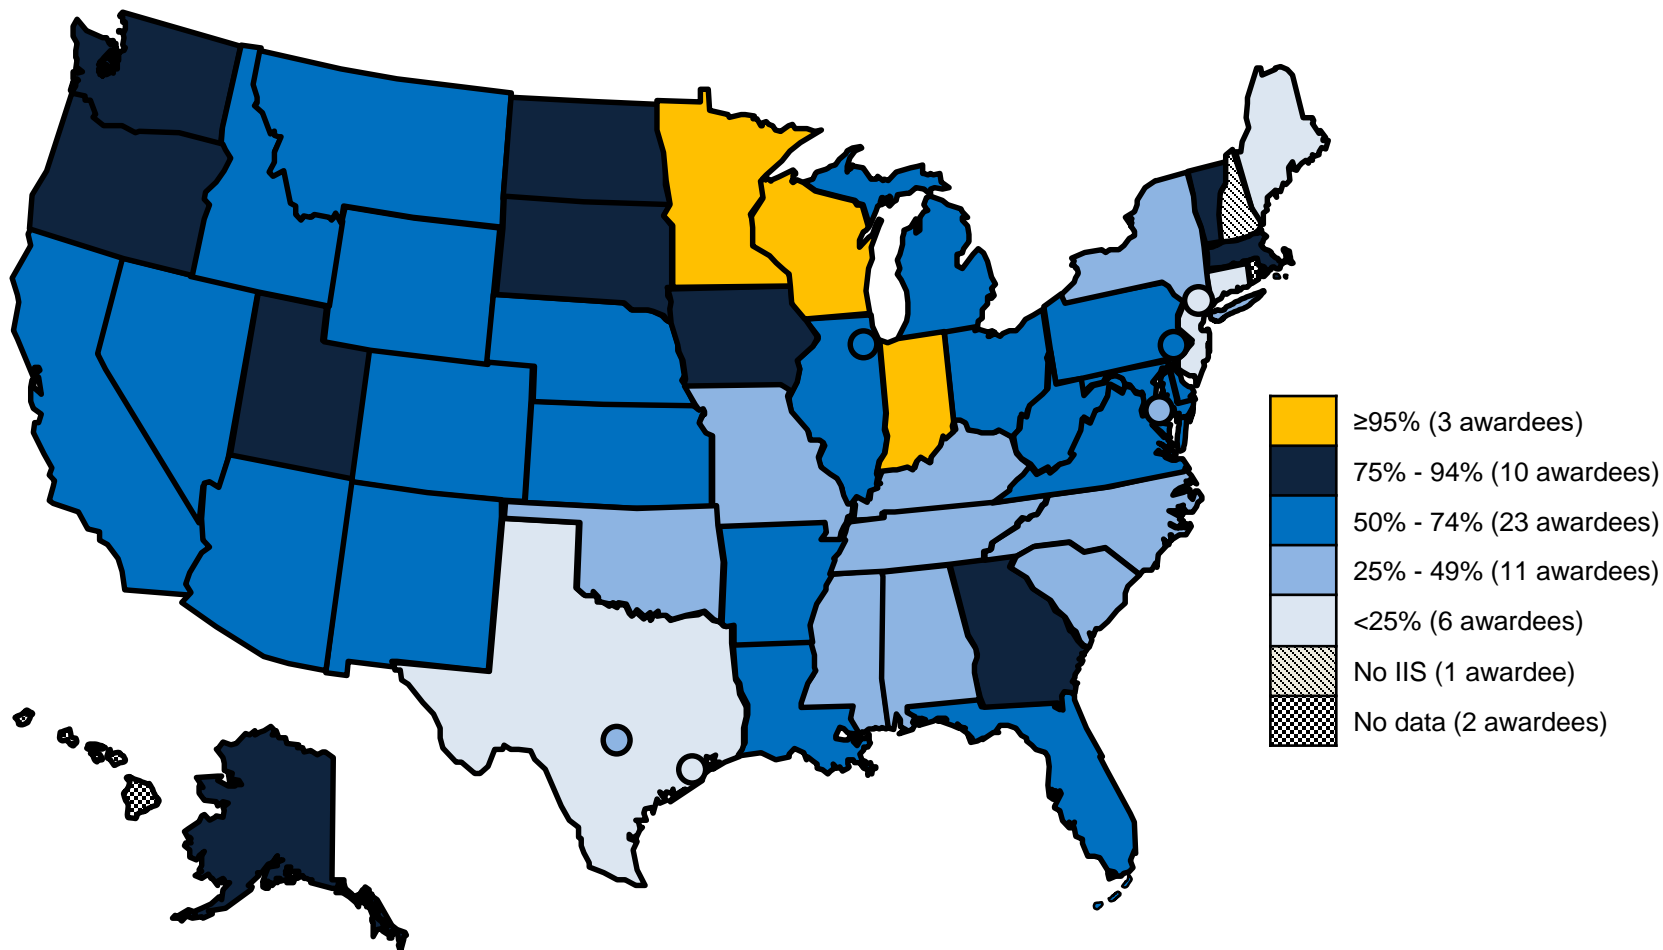 ≥95% (3 awardees)
75% - 94% (10 awardees)
50% - 74% (23 awardees)
25% - 49% (11 awardees)
<25% (6 awardees)
No IIS (1 awardee)
No data (2 awardees)